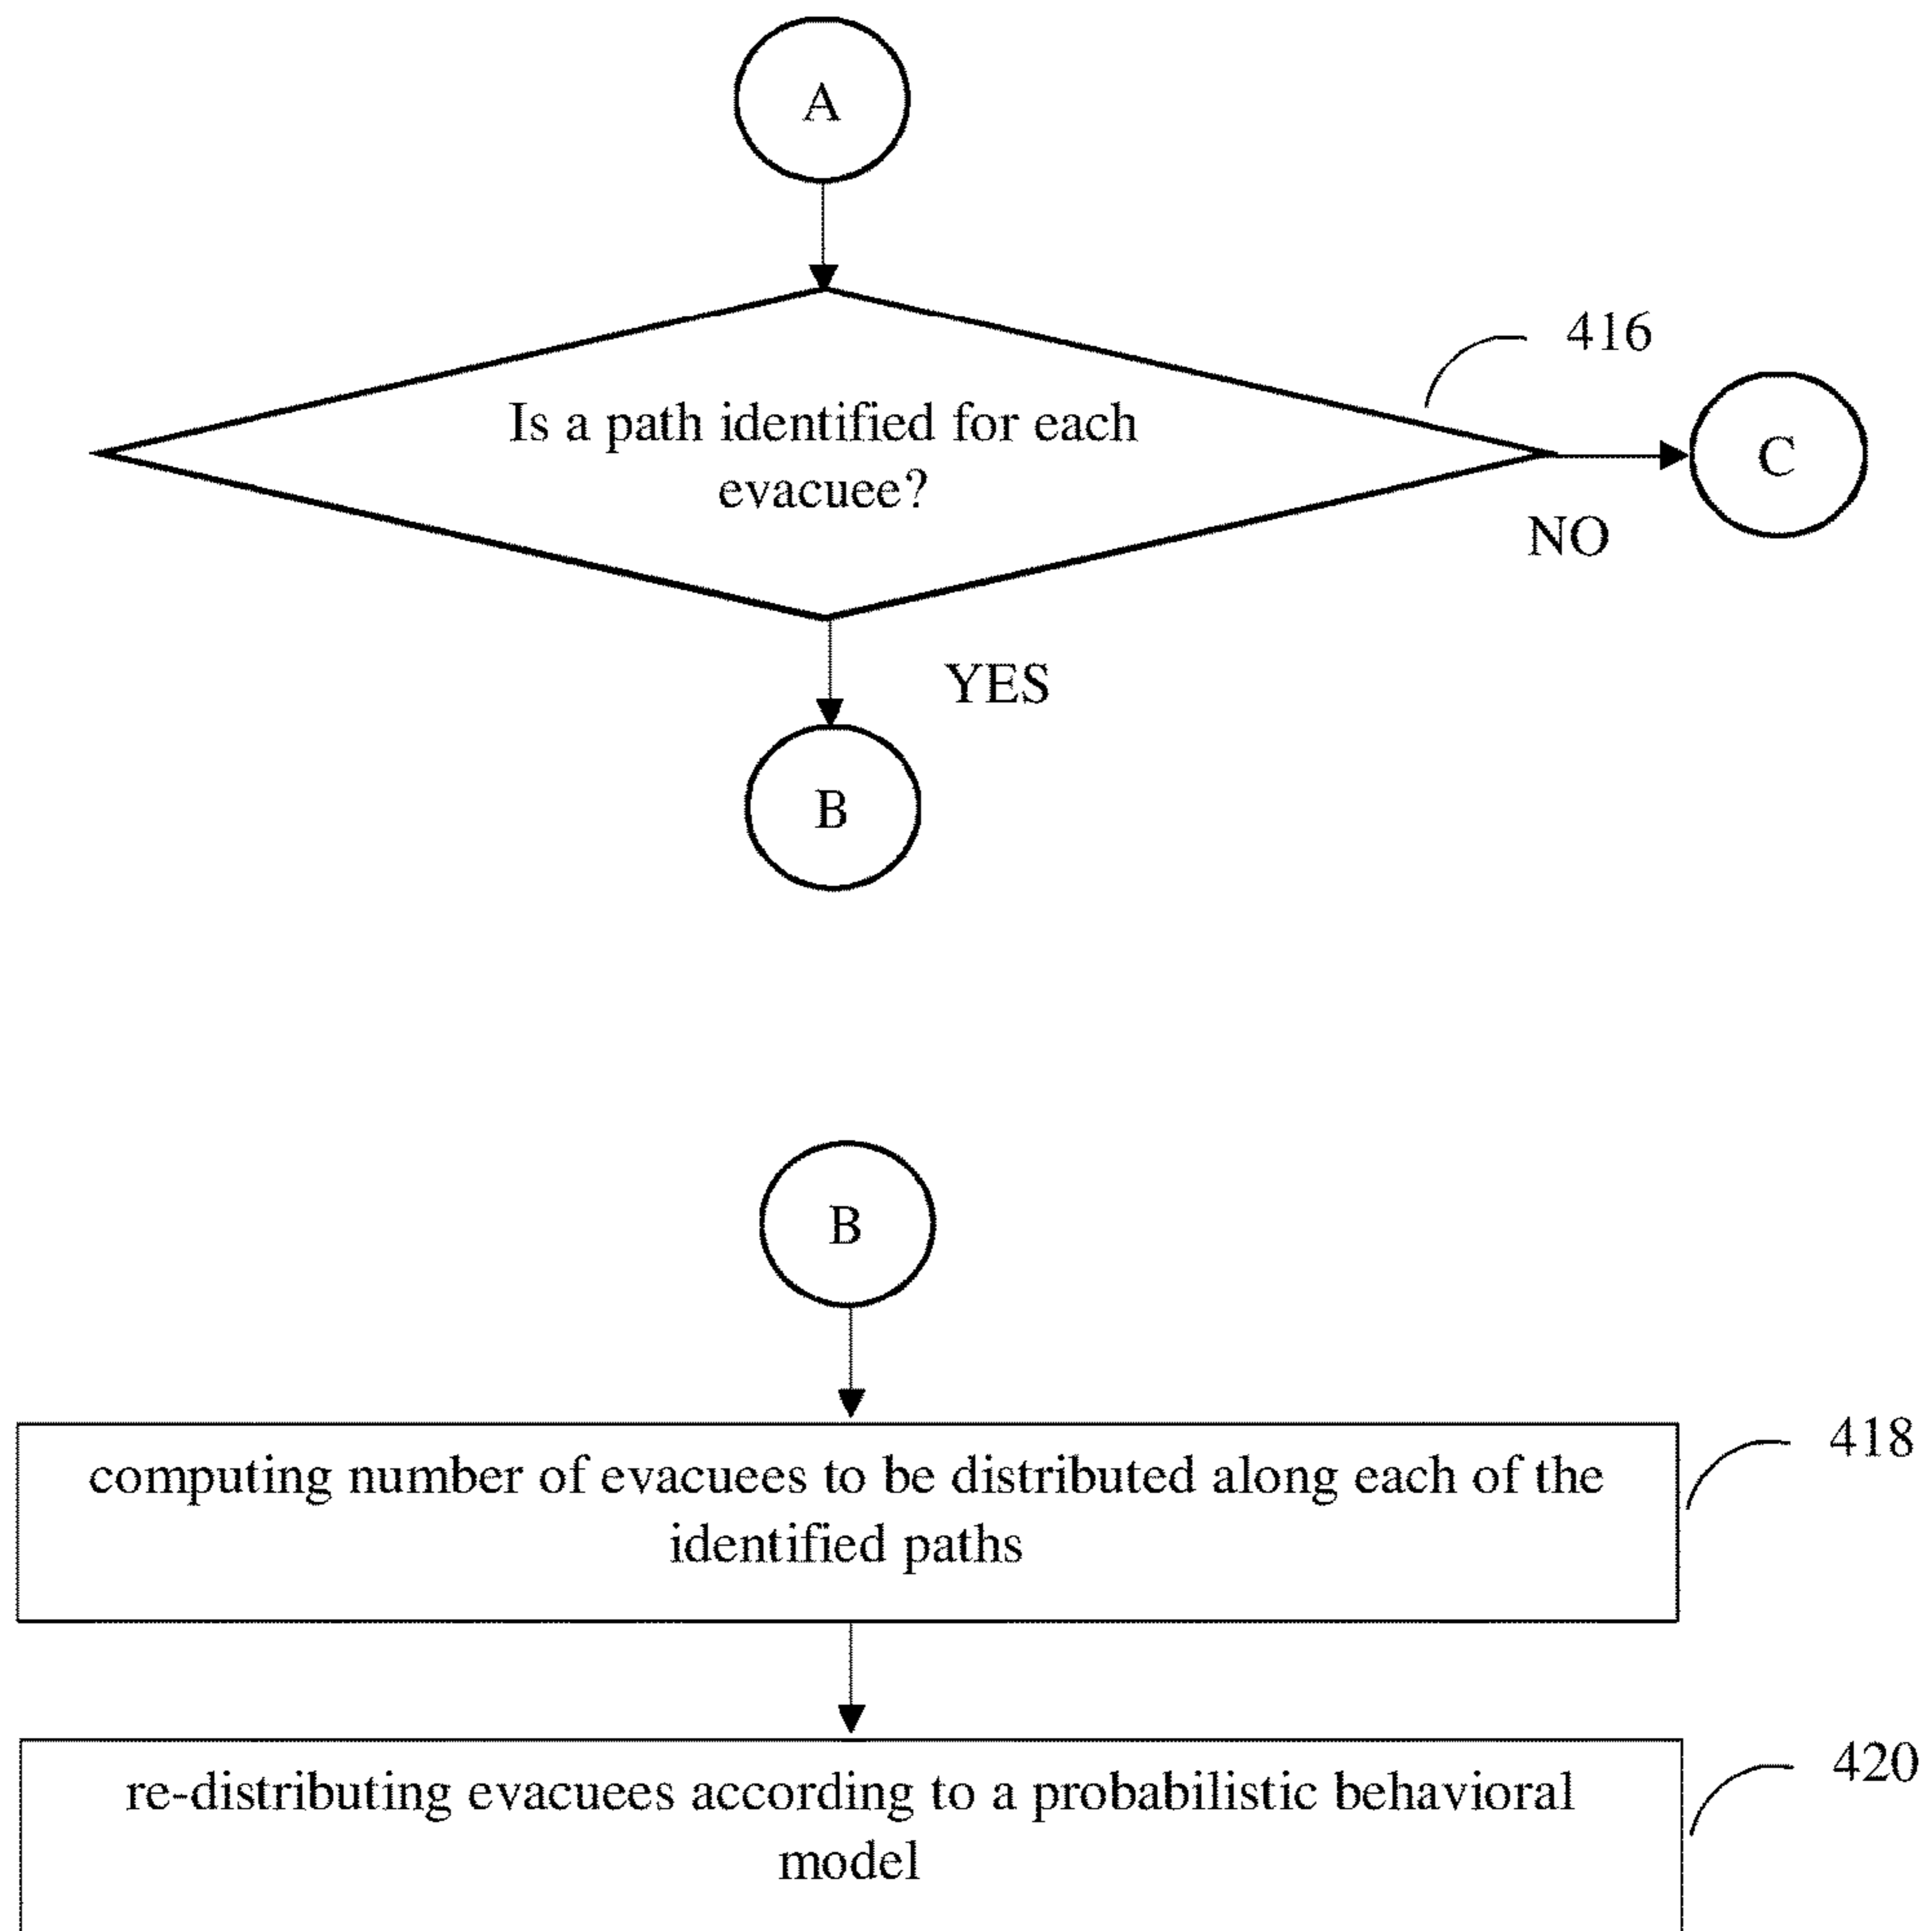 A
416
Is a path identified for each
evacuee?
C
NO
YES
B
B
418
computing number of evacuees to be distributed along each of the
identified paths
420
re-distributing evacuees according to a probabilistic behavioral
model